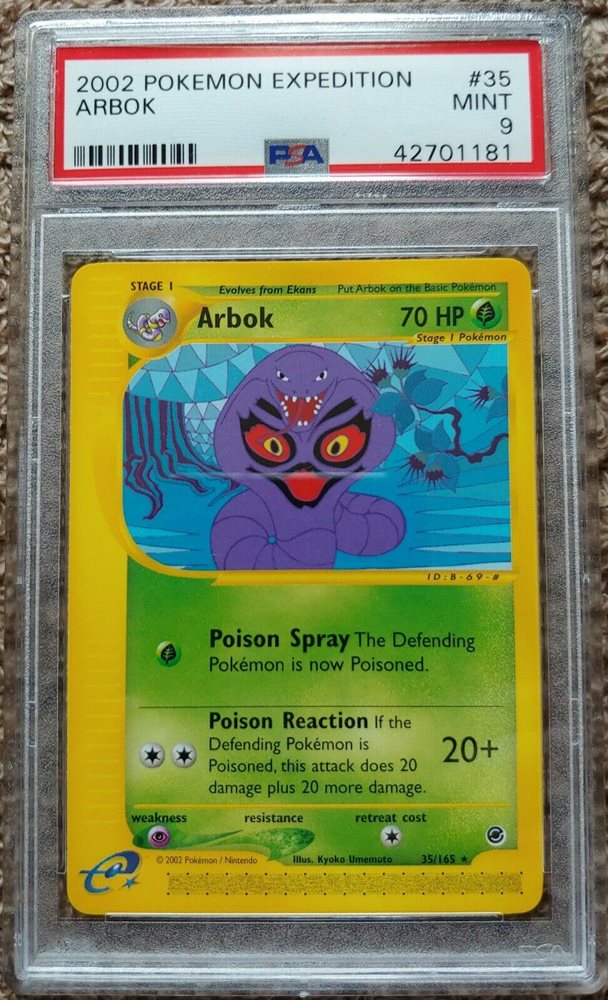 2002 POKEMON EXPEDITION #35
ARBOK MINT
9
PSA 42701181
STAGE 1 Evolves from Ekans Put Arbok on the Basic Pokémon
Arbok 70 HP
Stage 1 Pokémon
ID:B-69-#
Poison Spray The Defending
Pokémon is now Poisoned.
Poison Reaction If the
Defending Pokémon is
Poisoned, this attack does 20
damage plus 20 more damage.
20+
weakness resistance retreat cost
© 2002 Pokémon / Nintendo Illus. Kyoko Umemoto 35/165 ★
e
PSA